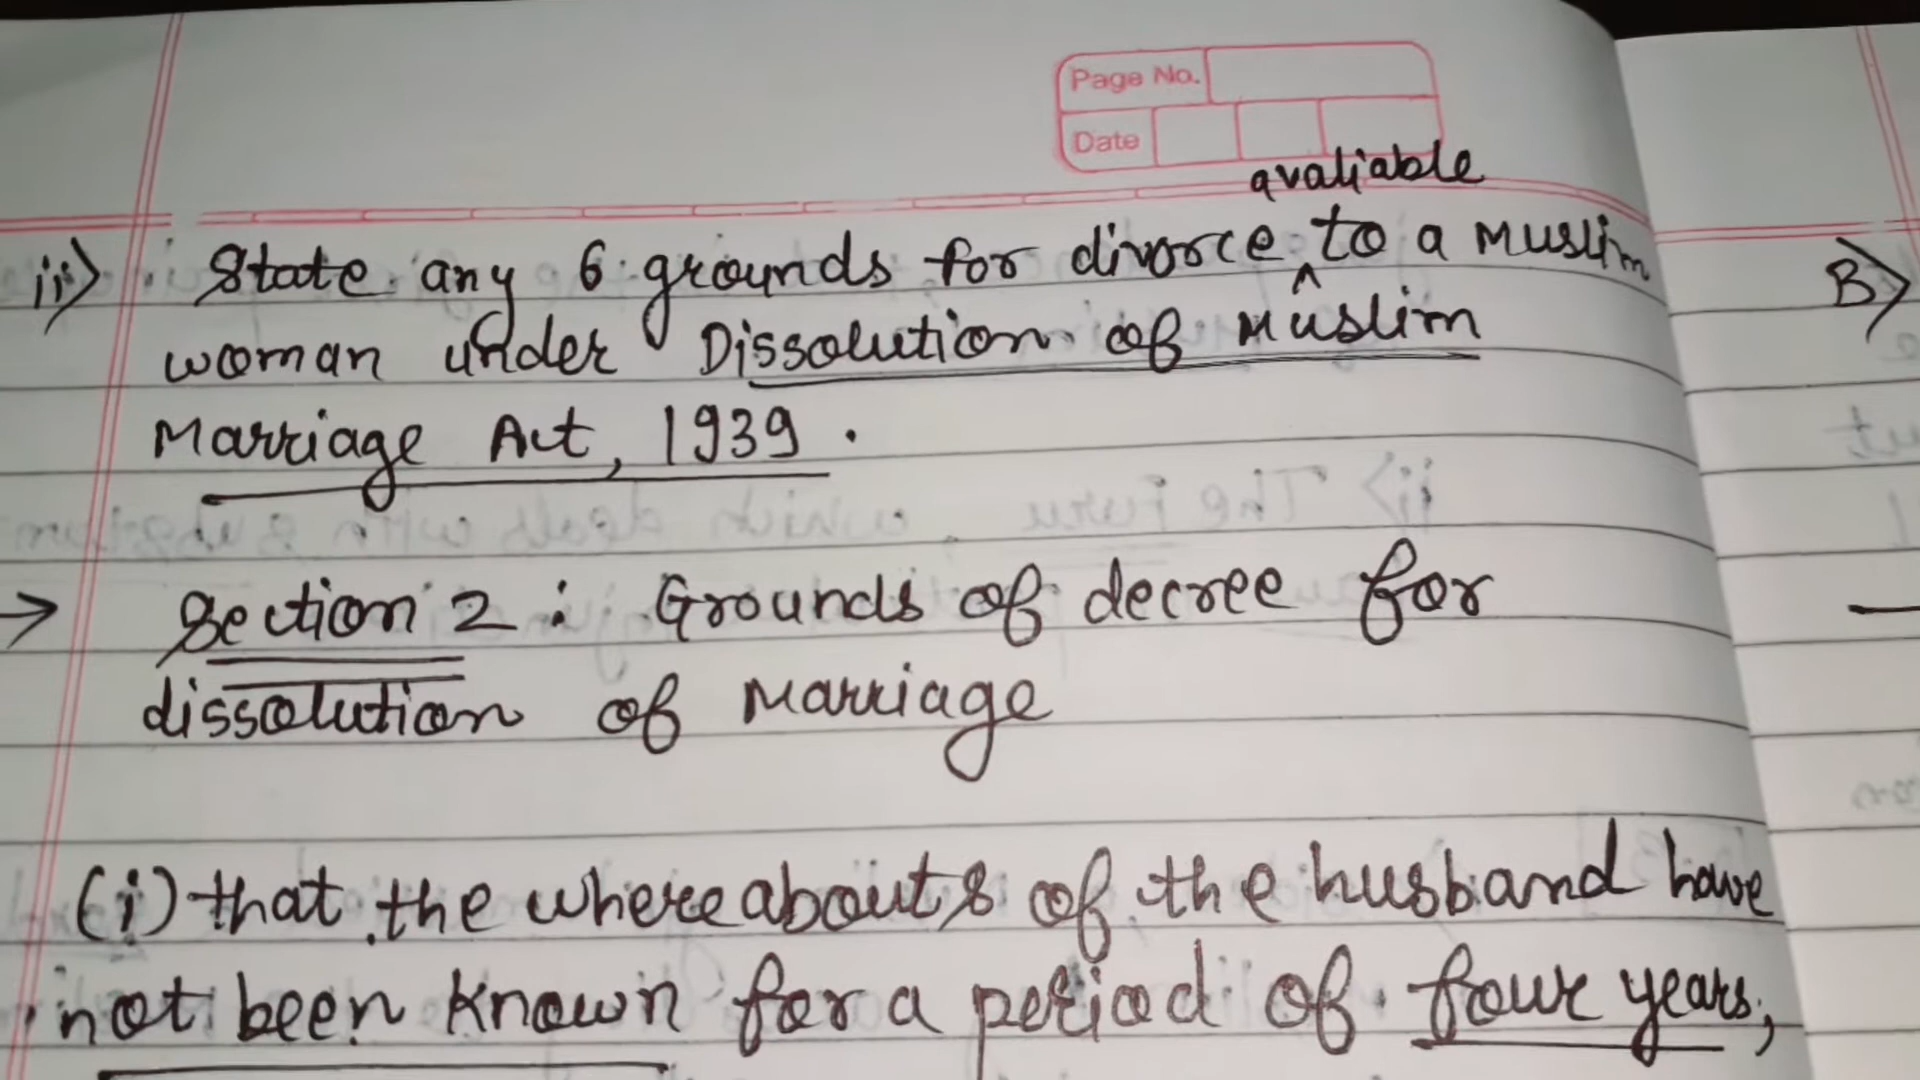 Page No.
Date
avaliable
ii) State any 6 grounds for divorce ^ to a Muslim
woman under Dissolution of Muslim
Marriage Act, 1939.
→ Section 2: Grounds of decree for
dissolution of Marriage
(i) that the whereabouts of the husband have
not been known for a period of four years,
B)